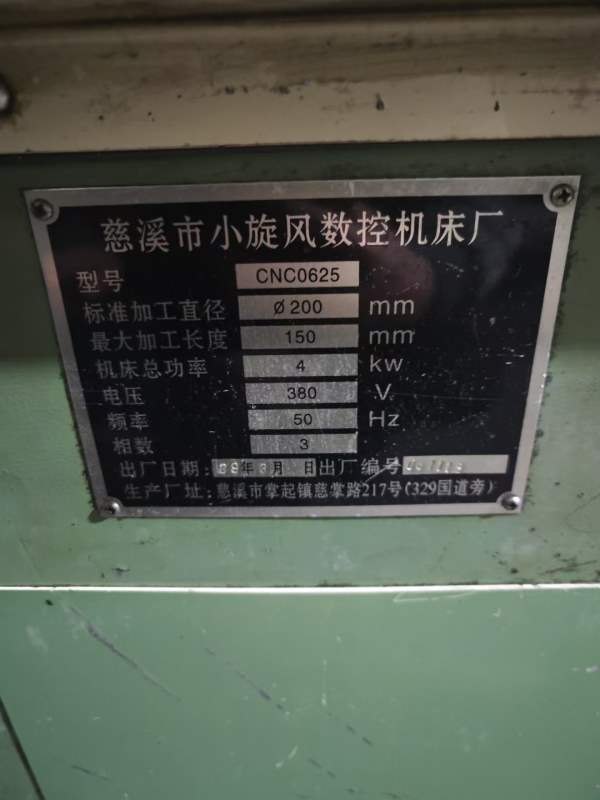 慈溪市小旋风数控机床厂
型号 CNC0625
标准加工直径 Ø200 mm
最大加工长度 150 mm
机床总功率 4 kw
电压 380 V
频率 50 Hz
相数 3
出厂日期: 年 月 日 出厂编号
生产厂址: 慈溪市掌起镇慈掌路217号(329国道旁)